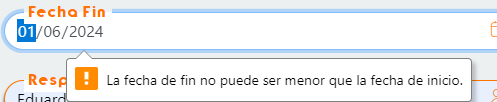 Fecha Fin
01/06/2024
La fecha de fin no puede ser menor que la fecha de inicio.
Resp
Eduard